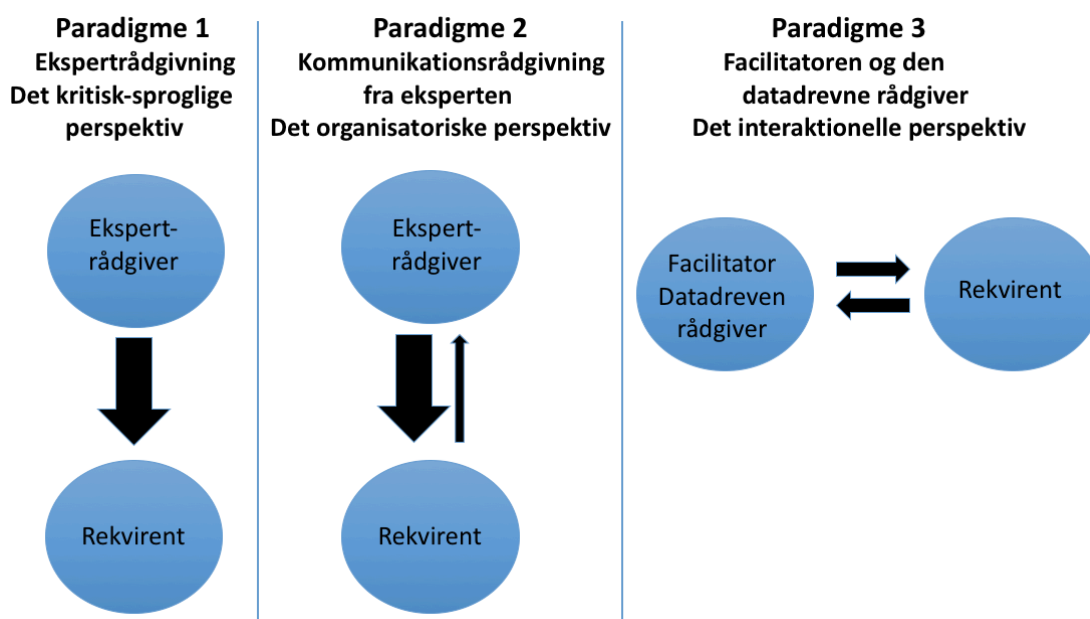 Paradigme 1
Ekspertrådgivning
Det kritisk-sproglige
perspektiv
Ekspert-
rådgiver
Rekvirent
Paradigme 2
Kommunikationsrådgivning
fra eksperten
Det organisatoriske perspektiv
Ekspert-
rådgiver
Rekvirent
Paradigme 3
Facilitatoren og den
datadrevne rådgiver
Det interaktionelle perspektiv
Facilitator
Datadreven
rådgiver
Rekvirent